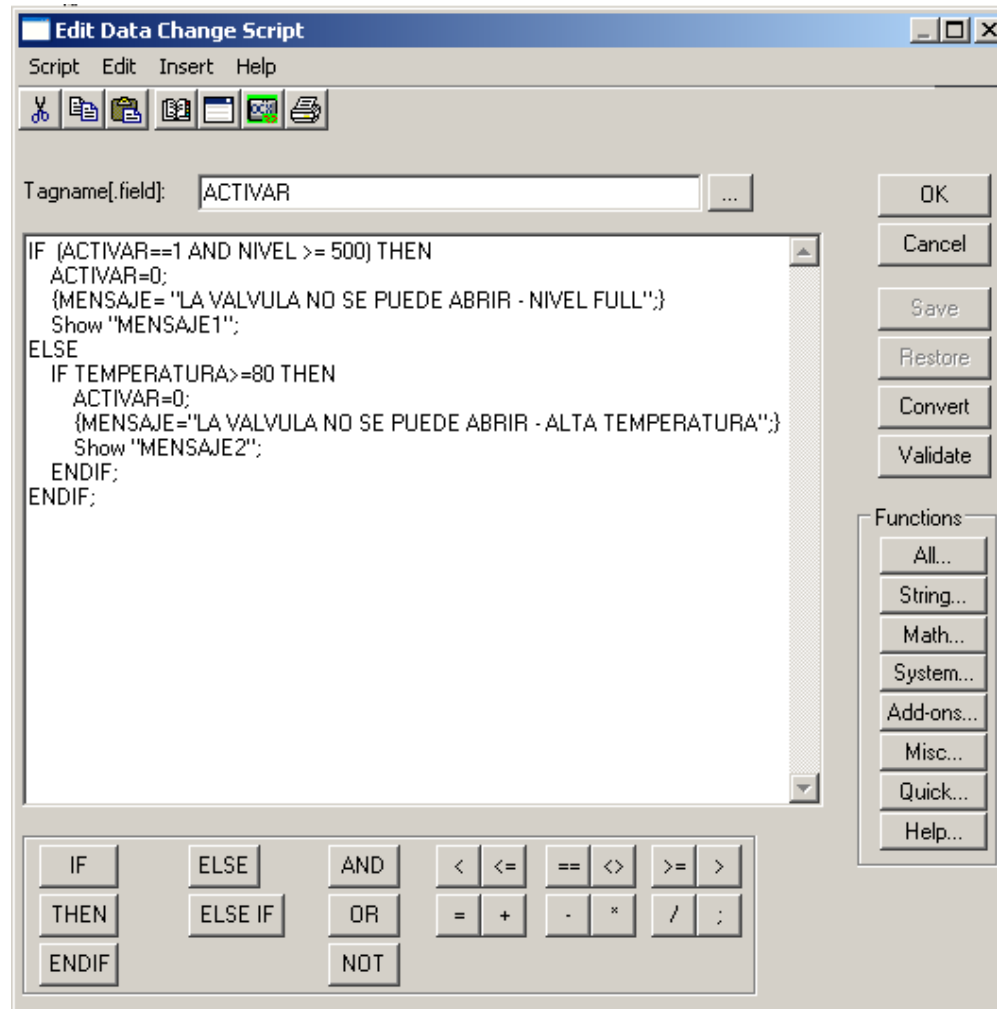 Edit Data Change Script
Script Edit Insert Help
Tagname[.field]: ACTIVAR ...
OK
Cancel
Save
Restore
Convert
Validate
IF (ACTIVAR==1 AND NIVEL >= 500) THEN
ACTIVAR=0;
{MENSAJE= "LA VALVULA NO SE PUEDE ABRIR - NIVEL FULL";}
Show "MENSAJE1";
ELSE
IF TEMPERATURA>=80 THEN
ACTIVAR=0;
{MENSAJE="LA VALVULA NO SE PUEDE ABRIR - ALTA TEMPERATURA";}
Show "MENSAJE2";
ENDIF;
ENDIF;
Functions
All...
String...
Math...
System...
Add-ons...
Misc...
Quick...
Help...
IF ELSE AND < <= == <> >= >
THEN ELSE IF OR = + - * / ;
ENDIF NOT